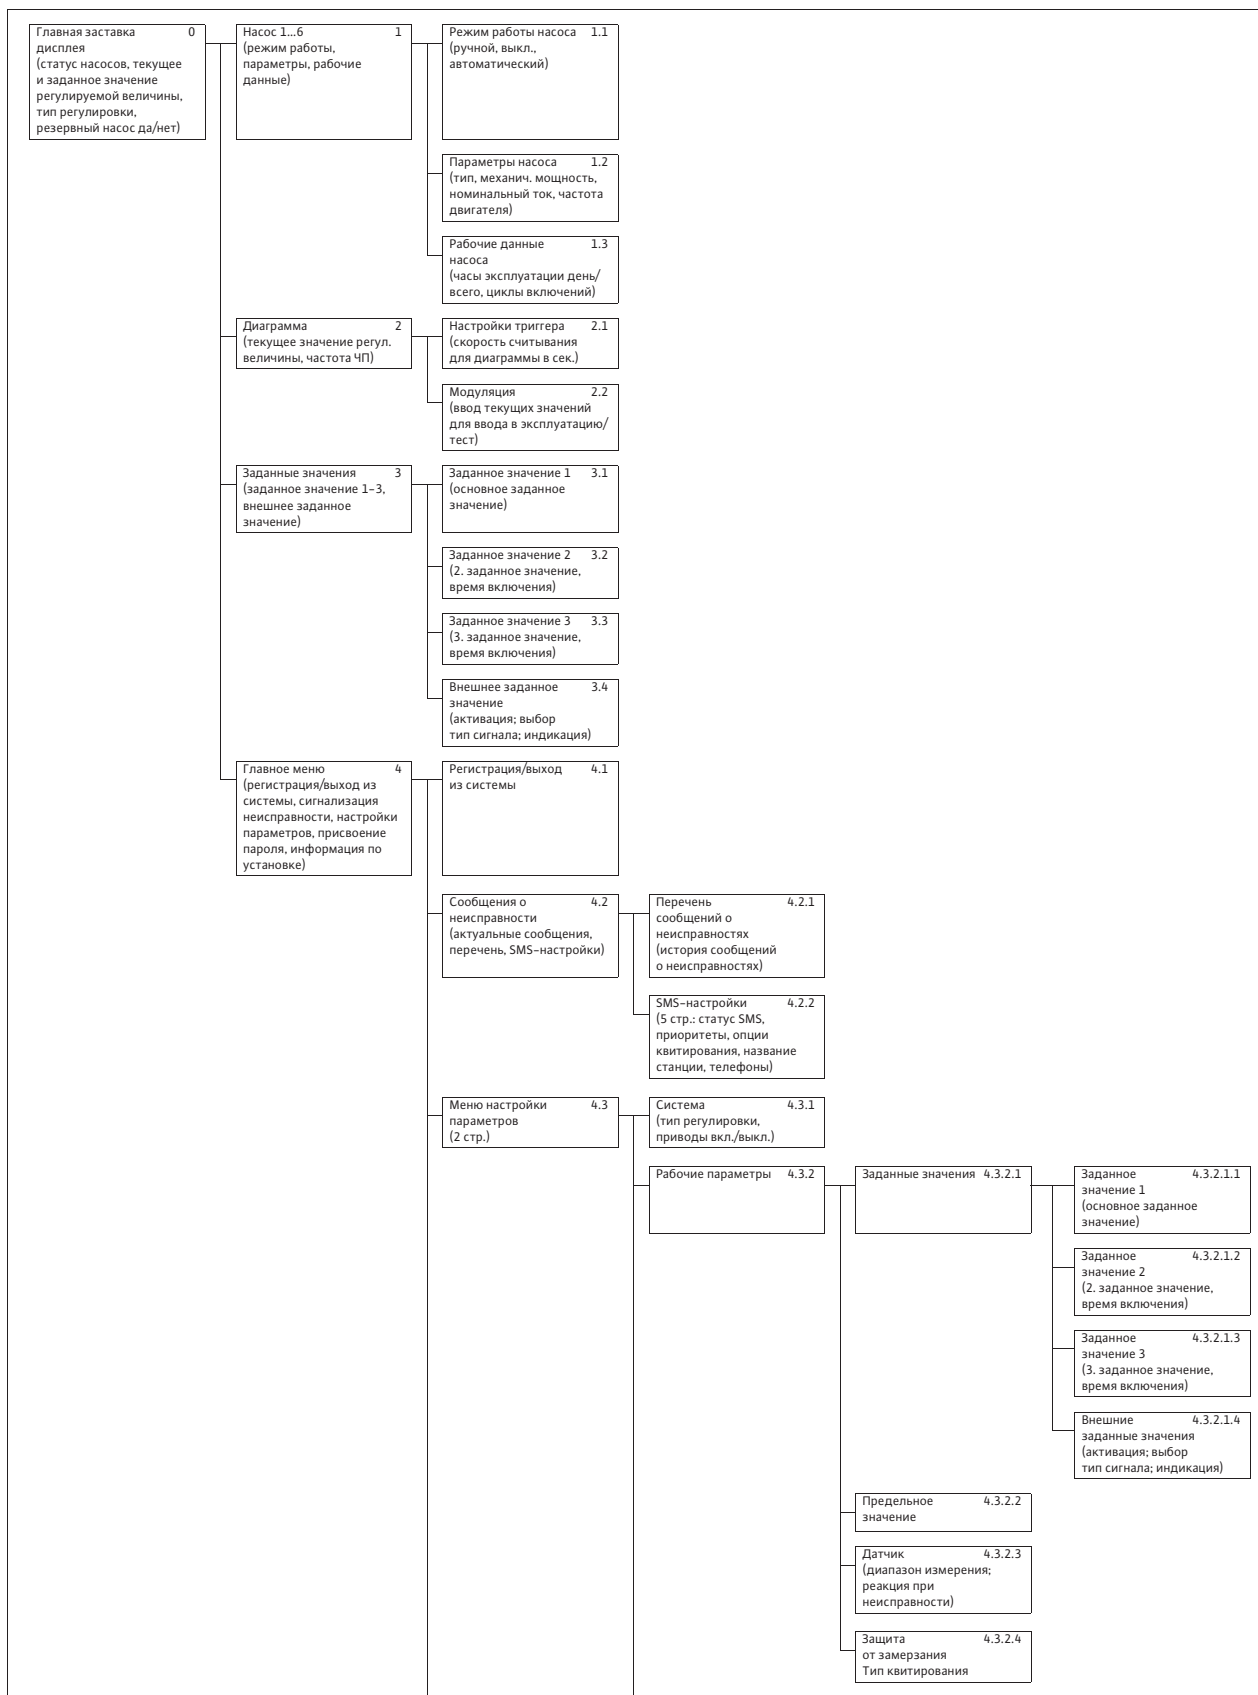 Главная заставка 0
дисплея
(статус насосов, текущее
и заданное значение
регулируемой величины,
тип регулировки,
резервный насос да/нет)
Насос 1...6 1
(режим работы,
параметры, рабочие
данные)
Режим работы насоса 1.1
(ручной, выкл.,
автоматический)
Параметры насоса 1.2
(тип, механич. мощность,
номинальный ток, частота
двигателя)
Рабочие данные 1.3
насоса
(часы эксплуатации день/
всего, циклы включений)
Диаграмма 2
(текущее значение регул.
величины, частота ЧП)
Настройки триггера 2.1
(скорость считывания
для диаграммы в сек.)
Модуляция 2.2
(ввод текущих значений
для ввода в эксплуатацию/
тест)
Заданные значения 3
(заданное значение 1–3,
внешнее заданное
значение)
Заданное значение 1 3.1
(основное заданное
значение)
Заданное значение 2 3.2
(2. заданное значение,
время включения)
Заданное значение 3 3.3
(3. заданное значение,
время включения)
Внешнее заданное 3.4
значение
(активация; выбор
тип сигнала; индикация)
Главное меню 4
(регистрация/выход из
системы, сигнализация
неисправности, настройки
параметров, присвоение
пароля, информация по
установке)
Регистрация/выход 4.1
из системы
Сообщения о 4.2
неисправности
(актуальные сообщения,
перечень, SMS–настройки)
Перечень 4.2.1
сообщений о
неисправностях
(история сообщений
о неисправностях)
SMS–настройки 4.2.2
(5 стр.: статус SMS,
приоритеты, опции
квитирования, название
станции, телефоны)
Меню настройки 4.3
параметров
(2 стр.)
Система 4.3.1
(тип регулировки,
приводы вкл./выкл.)
Рабочие параметры 4.3.2
Заданные значения 4.3.2.1
Заданное 4.3.2.1.1
значение 1
(основное заданное
значение)
Заданное 4.3.2.1.2
значение 2
(2. заданное значение,
время включения)
Заданное 4.3.2.1.3
значение 3
(3. заданное значение,
время включения)
Внешние 4.3.2.1.4
заданные значения
(активация; выбор
тип сигнала; индикация)
Предельное 4.3.2.2
значение
Датчик 4.3.2.3
(диапазон измерения;
реакция при
неисправности)
Защита 4.3.2.4
от замерзания
Тип квитирования